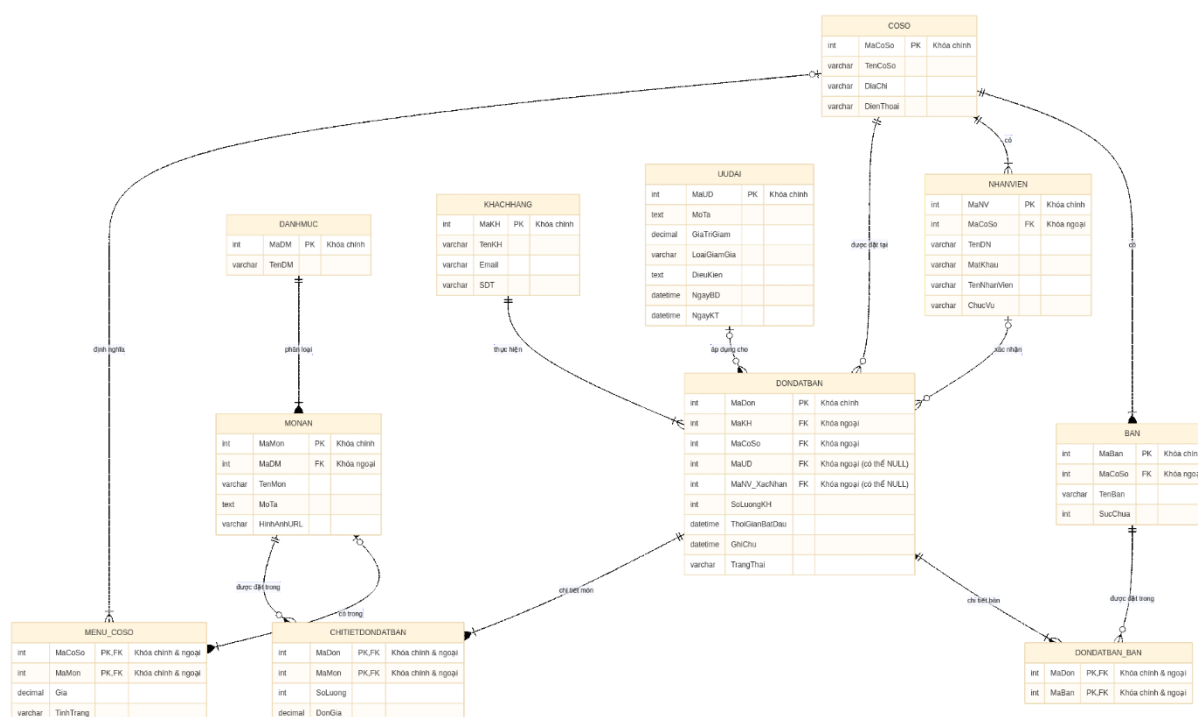 COSO
int MaCoSo PK Khóa chính
varchar TenCoSo
varchar DiaChi
varchar DienThoai
có
UUDAI
int MaUD PK Khóa chính
text MoTa
decimal GiaTriGiam
varchar LoaiGiamGia
text DieuKien
datetime NgayBD
datetime NgayKT
NHANVIEN
int MaNV PK Khóa chính
int MaCoSo FK Khóa ngoại
varchar TenDN
varchar MatKhau
varchar TenNhanVien
varchar ChucVu
KHACHHANG
int MaKH PK Khóa chính
varchar TenKH
varchar Email
varchar SDT
DANHMUC
int MaDM PK Khóa chính
varchar TenDM
được đặt tại
có
định nghĩa
phân loại
thực hiện
áp dụng cho
xác nhận
DONDATBAN
int MaDon PK Khóa chính
int MaKH FK Khóa ngoại
int MaCoSo FK Khóa ngoại
int MaUD FK Khóa ngoại (có thể NULL)
int MaNV_XacNhan FK Khóa ngoại (có thể NULL)
int SoLuongKH
datetime ThoiGianBatDau
datetime GhiChu
varchar TrangThai
MONAN
int MaMon PK Khóa chính
int MaDM FK Khóa ngoại
varchar TenMon
text MoTa
varchar HinhAnhURL
BAN
int MaBan PK Khóa chín
int MaCoSo FK Khóa ngoạ
varchar TenBan
int SucChua
được đặt trong
có trong
chi tiết món
chi tiết bàn
được đặt trong
MENU_COSO
int MaCoSo PK,FK Khóa chính & ngoại
int MaMon PK,FK Khóa chính & ngoại
decimal Gia
varchar TinhTrang
CHITIETDONDATBAN
int MaDon PK,FK Khóa chính & ngoại
int MaMon PK,FK Khóa chính & ngoại
int SoLuong
decimal DonGia
DONDATBAN_BAN
int MaDon PK,FK Khóa chính & ngoại
int MaBan PK,FK Khóa chính & ngoại